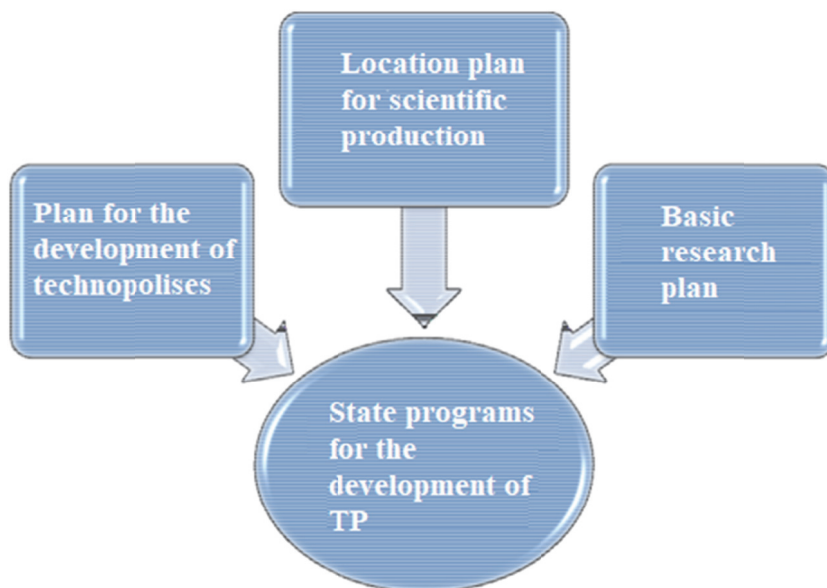 Location plan
for scientific
production
Plan for the
development of
technopolises
Basic
research
plan
State programs
for the
development of
TP